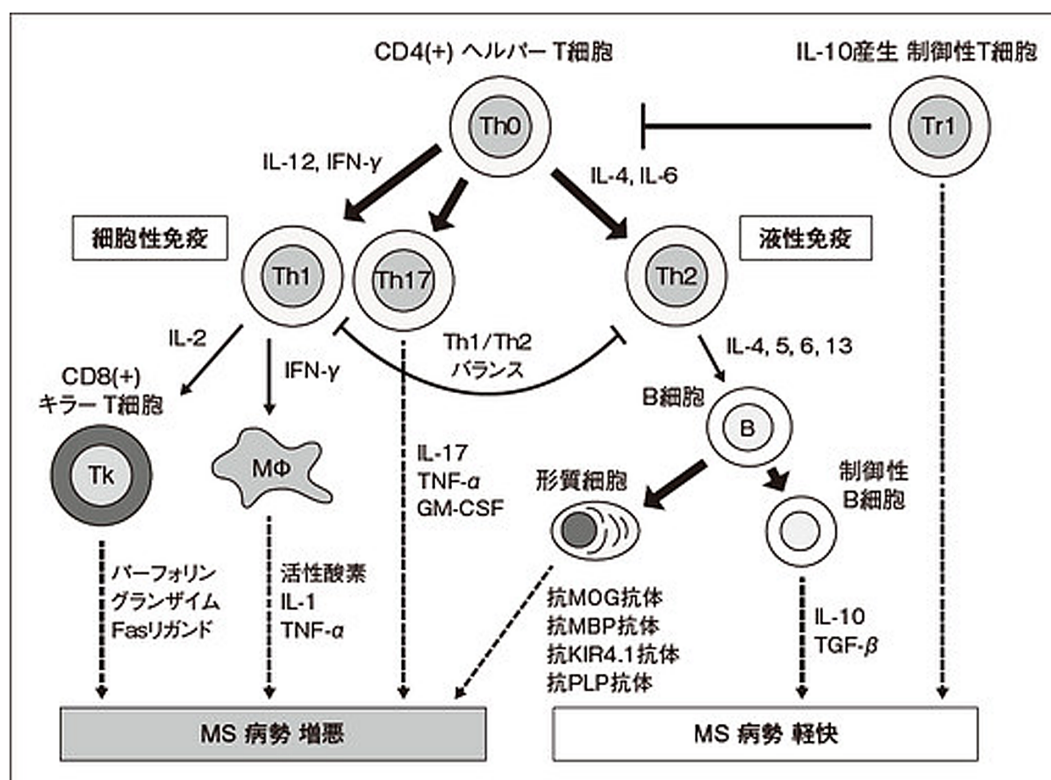 CD4(+) ヘルパー T細胞
IL-10産生 制御性T細胞
Th0
Tr1
IL-12, IFN-γ
IL-4, IL-6
細胞性免疫
液性免疫
Th1
Th17
Th2
IL-2
IFN-γ
Th1/Th2
バランス
IL-4, 5, 6, 13
CD8(+)
キラー T細胞
B細胞
B
Tk
MΦ
IL-17
TNF-α
GM-CSF
形質細胞
制御性
B細胞
パーフォリン
グランザイム
Fasリガンド
活性酸素
IL-1
TNF-α
抗MOG抗体
抗MBP抗体
抗KIR4.1抗体
抗PLP抗体
IL-10
TGF-β
MS 病勢 増悪
MS 病勢 軽快